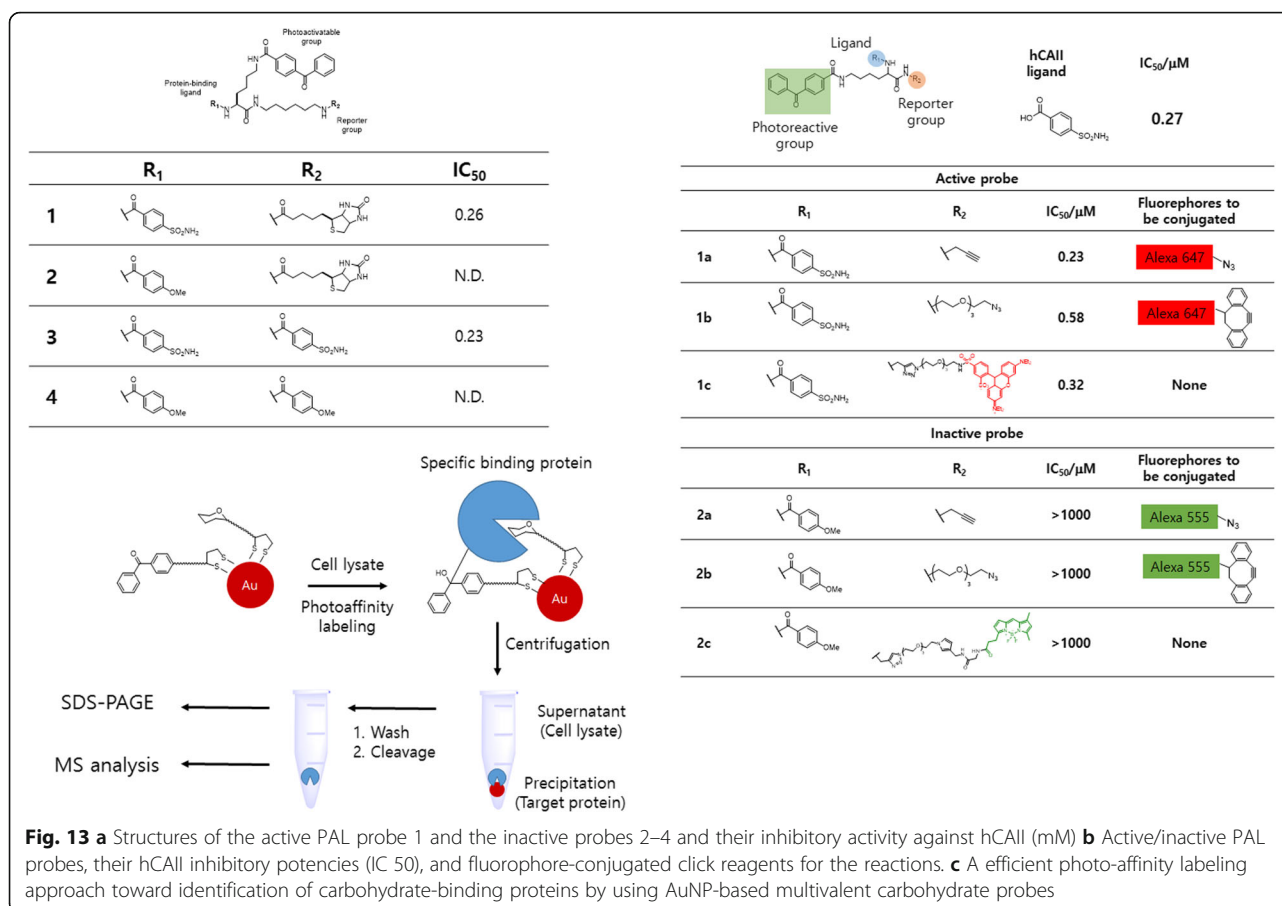 Photoactivatable
group
Protein-binding
ligand
Reporter
group
R1 R2 IC50
1 0.26
2 N.D.
3 0.23
4 N.D.
Ligand
Photoreactive
group
Reporter
group
hCAII
ligand
IC50/μM
0.27
Active probe
R1 R2 IC50/μM Fluorephores to
be conjugated
1a 0.23 Alexa 647 N3
1b 0.58 Alexa 647
1c 0.32 None
Inactive probe
R1 R2 IC50/μM Fluorephores to
be conjugated
2a >1000 Alexa 555 N3
2b >1000 Alexa 555
2c >1000 None
Specific binding protein
Au
Cell lysate
Photoaffinity
labeling
Au
Centrifugation
SDS-PAGE
MS analysis
1. Wash
2. Cleavage
Supernatant
(Cell lysate)
Precipitation
(Target protein)
Fig. 13 a Structures of the active PAL probe 1 and the inactive probes 2–4 and their inhibitory activity against hCAII (mM) b Active/inactive PAL
probes, their hCAII inhibitory potencies (IC 50), and fluorophore-conjugated click reagents for the reactions. c A efficient photo-affinity labeling
approach toward identification of carbohydrate-binding proteins by using AuNP-based multivalent carbohydrate probes